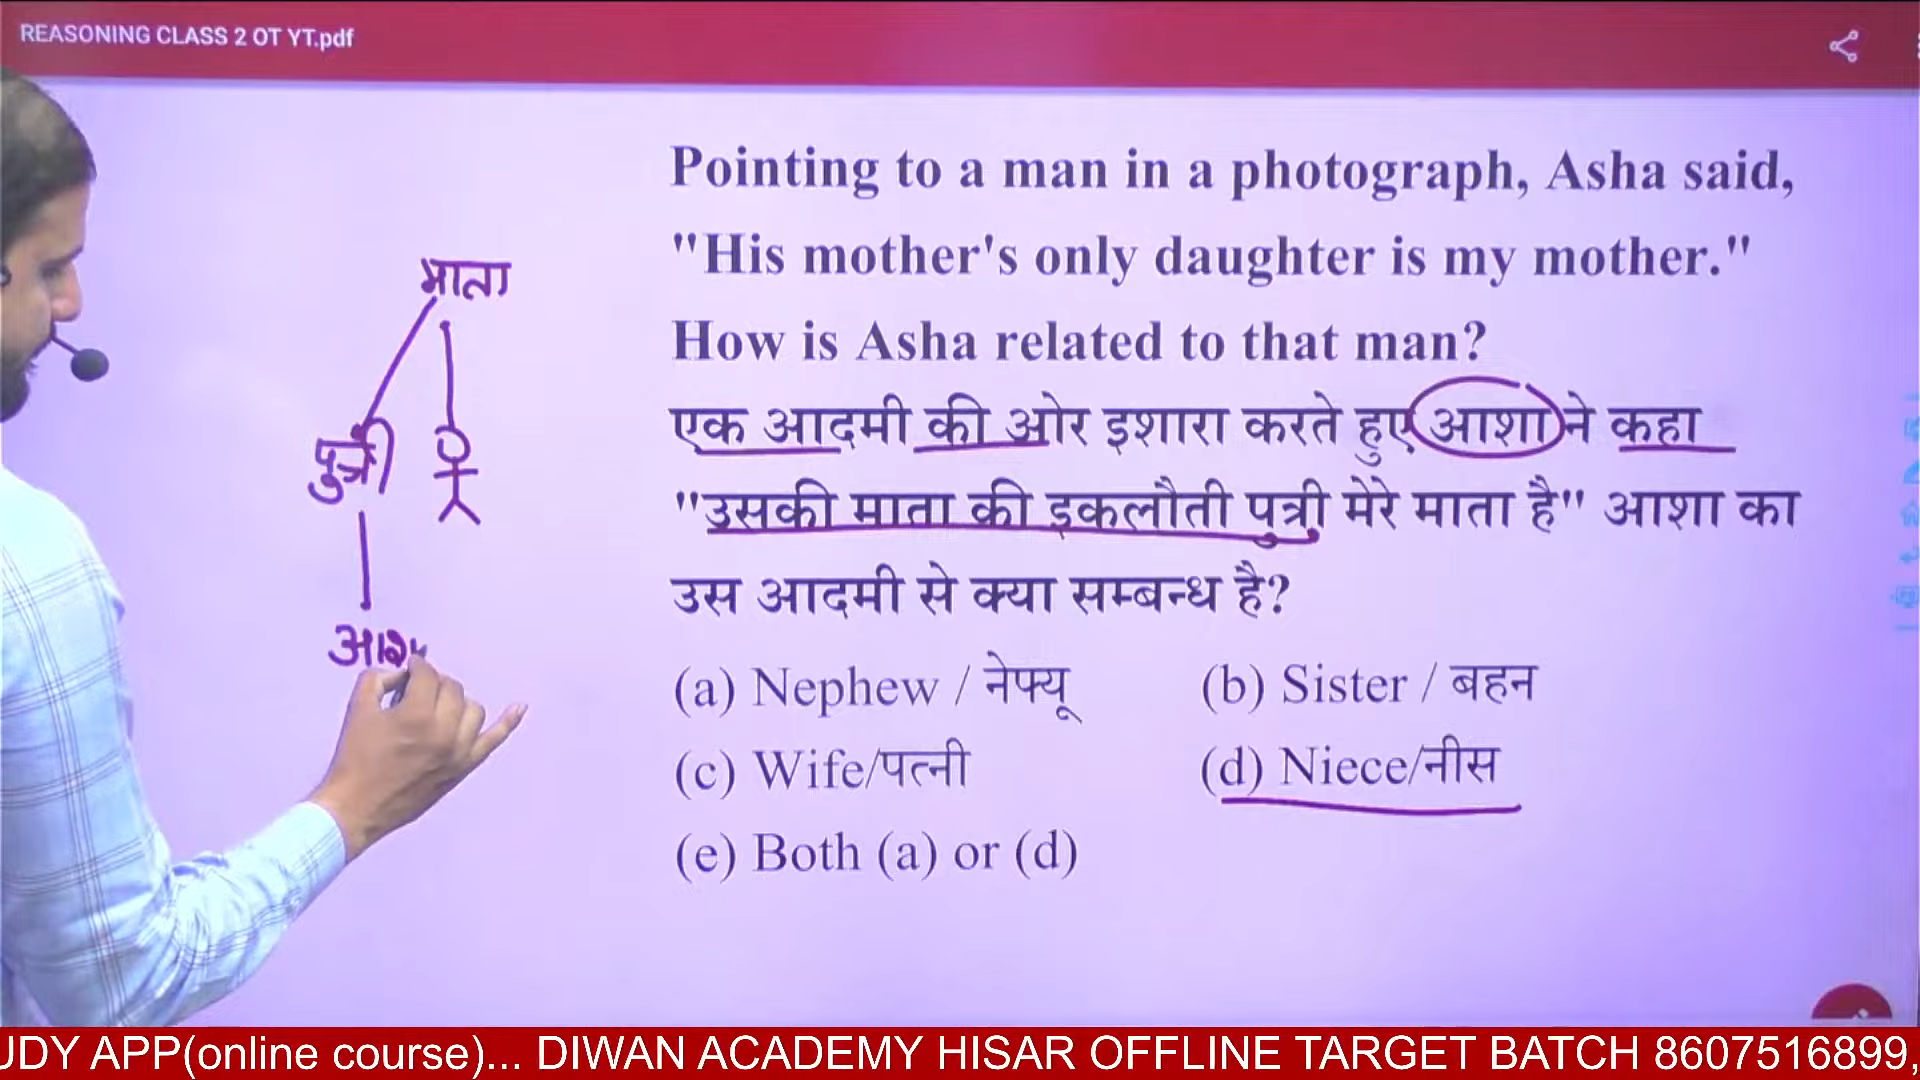 REASONING CLASS 2 OT YT.pdf
Pointing to a man in a photograph, Asha said,
"His mother's only daughter is my mother."
How is Asha related to that man?
एक आदमी की ओर इशारा करते हुए आशा ने कहा
"उसकी माता की इकलौती पुत्री मेरे माता है" आशा का
उस आदमी से क्या सम्बन्ध है?
(a) Nephew / नेफ्यू (b) Sister / बहन
(c) Wife/पत्नी (d) Niece/नीस
(e) Both (a) or (d)
माता
पुत्री
UDY APP(online course)... DIWAN ACADEMY HISAR OFFLINE TARGET BATCH 8607516899,